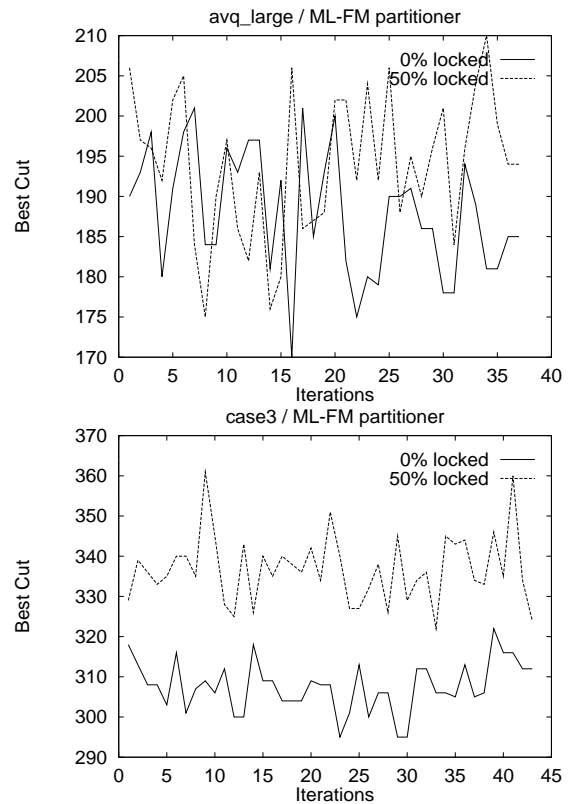 avq_large / ML-FM partitioner
210
205
200
195
190
185
180
175
170
Best Cut
0% locked
50% locked
0 5 10 15 20 25 30 35 40
Iterations
case3 / ML-FM partitioner
370
360
350
340
330
320
310
300
290
Best Cut
0% locked
50% locked
0 5 10 15 20 25 30 35 40 45
Iterations